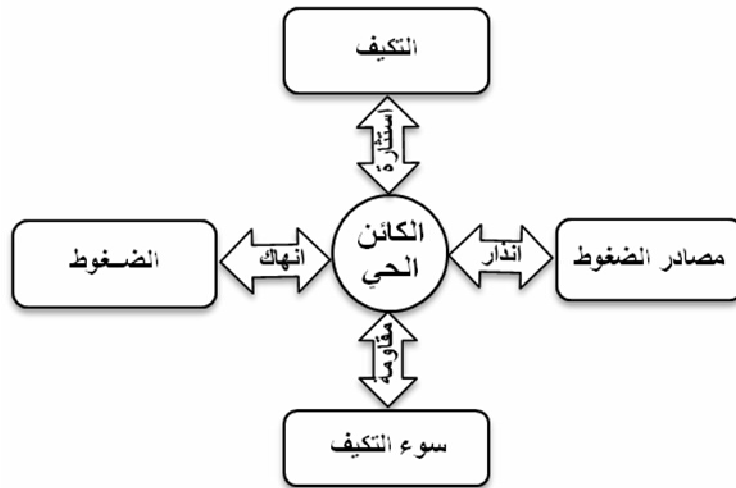 التكيف
استثارة
مصادر الضغوط
انذار
الكائن
الحي
انهاك
الضغوط
مقاومة
سوء التكيف